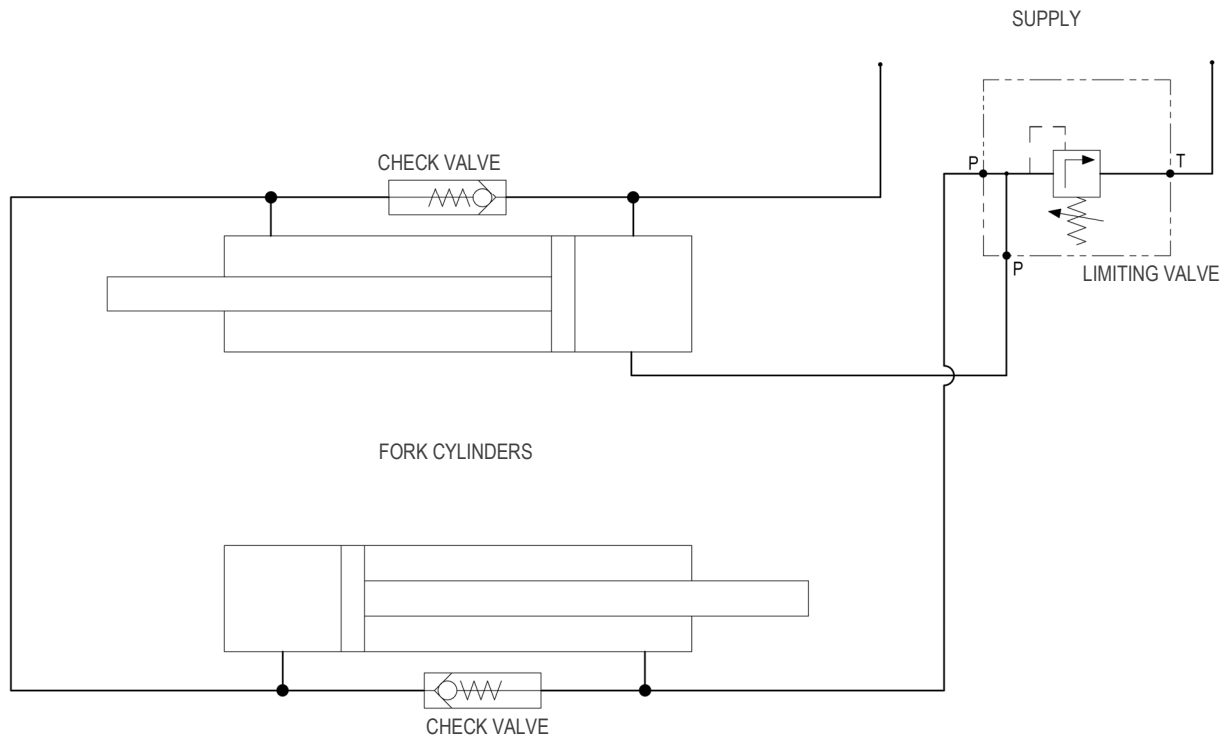 SUPPLY
CHECK VALVE
P
T
P
LIMITING VALVE
FORK CYLINDERS
CHECK VALVE